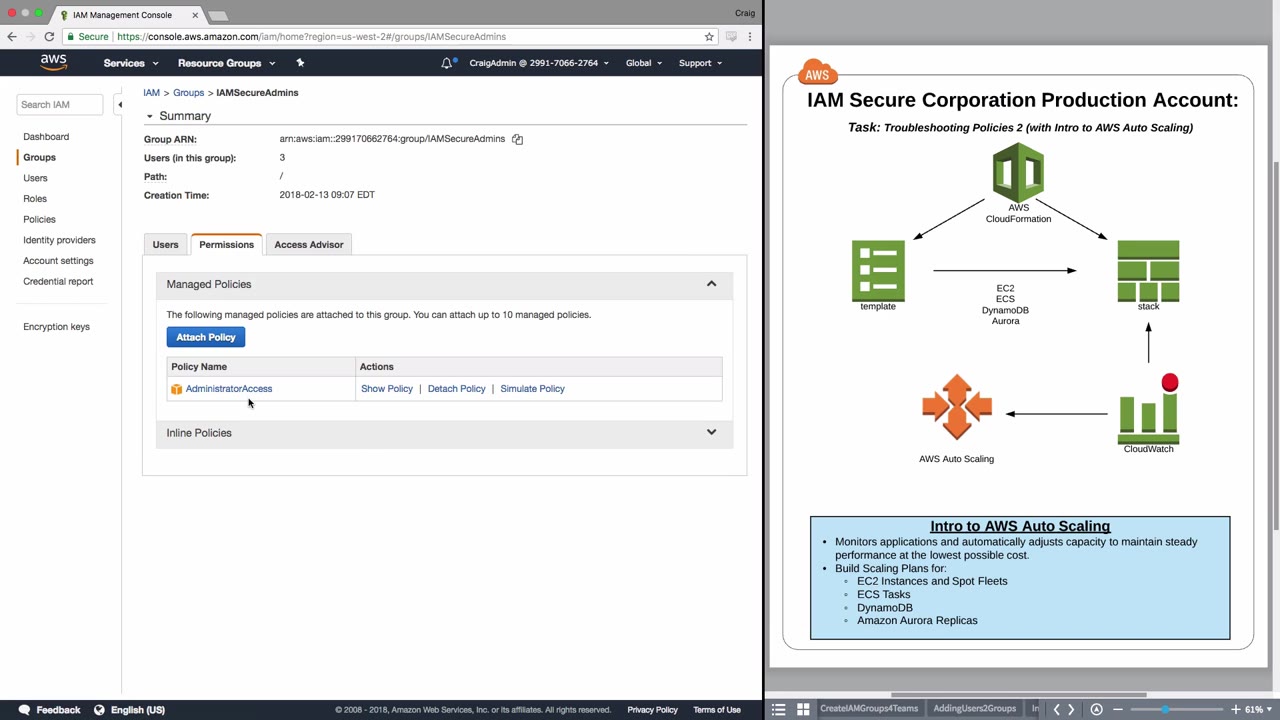 IAM Management Console
Craig
Secure | https://console.aws.amazon.com/iam/home?region=us-west-2#/groups/IAMSecureAdmins
aws
Services
Resource Groups
CraigAdmin @ 2991-7066-2764
Global
Support
Search IAM
Dashboard
Groups
Users
Roles
Policies
Identity providers
Account settings
Credential report
Encryption keys
IAM > Groups > IAMSecureAdmins
Summary
Group ARN: arn:aws:iam::299170662764:group/IAMSecureAdmins
Users (in this group): 3
Path: /
Creation Time: 2018-02-13 09:07 EDT
Users
Permissions
Access Advisor
Managed Policies
The following managed policies are attached to this group. You can attach up to 10 managed policies.
Attach Policy
Policy Name Actions
AdministratorAccess Show Policy | Detach Policy | Simulate Policy
Inline Policies
Feedback
English (US)
© 2008 - 2018, Amazon Web Services, Inc. or its affiliates. All rights reserved.
Privacy Policy
Terms of Use
AWS
IAM Secure Corporation Production Account:
Task: Troubleshooting Policies 2 (with Intro to AWS Auto Scaling)
AWS
CloudFormation
template
EC2
ECS
DynamoDB
Aurora
stack
AWS Auto Scaling
CloudWatch
Intro to AWS Auto Scaling
• Monitors applications and automatically adjusts capacity to maintain steady
performance at the lowest possible cost.
• Build Scaling Plans for:
◦ EC2 Instances and Spot Fleets
◦ ECS Tasks
◦ DynamoDB
◦ Amazon Aurora Replicas
CreateIAMGroups4Teams
AddingUsers2Groups
61%